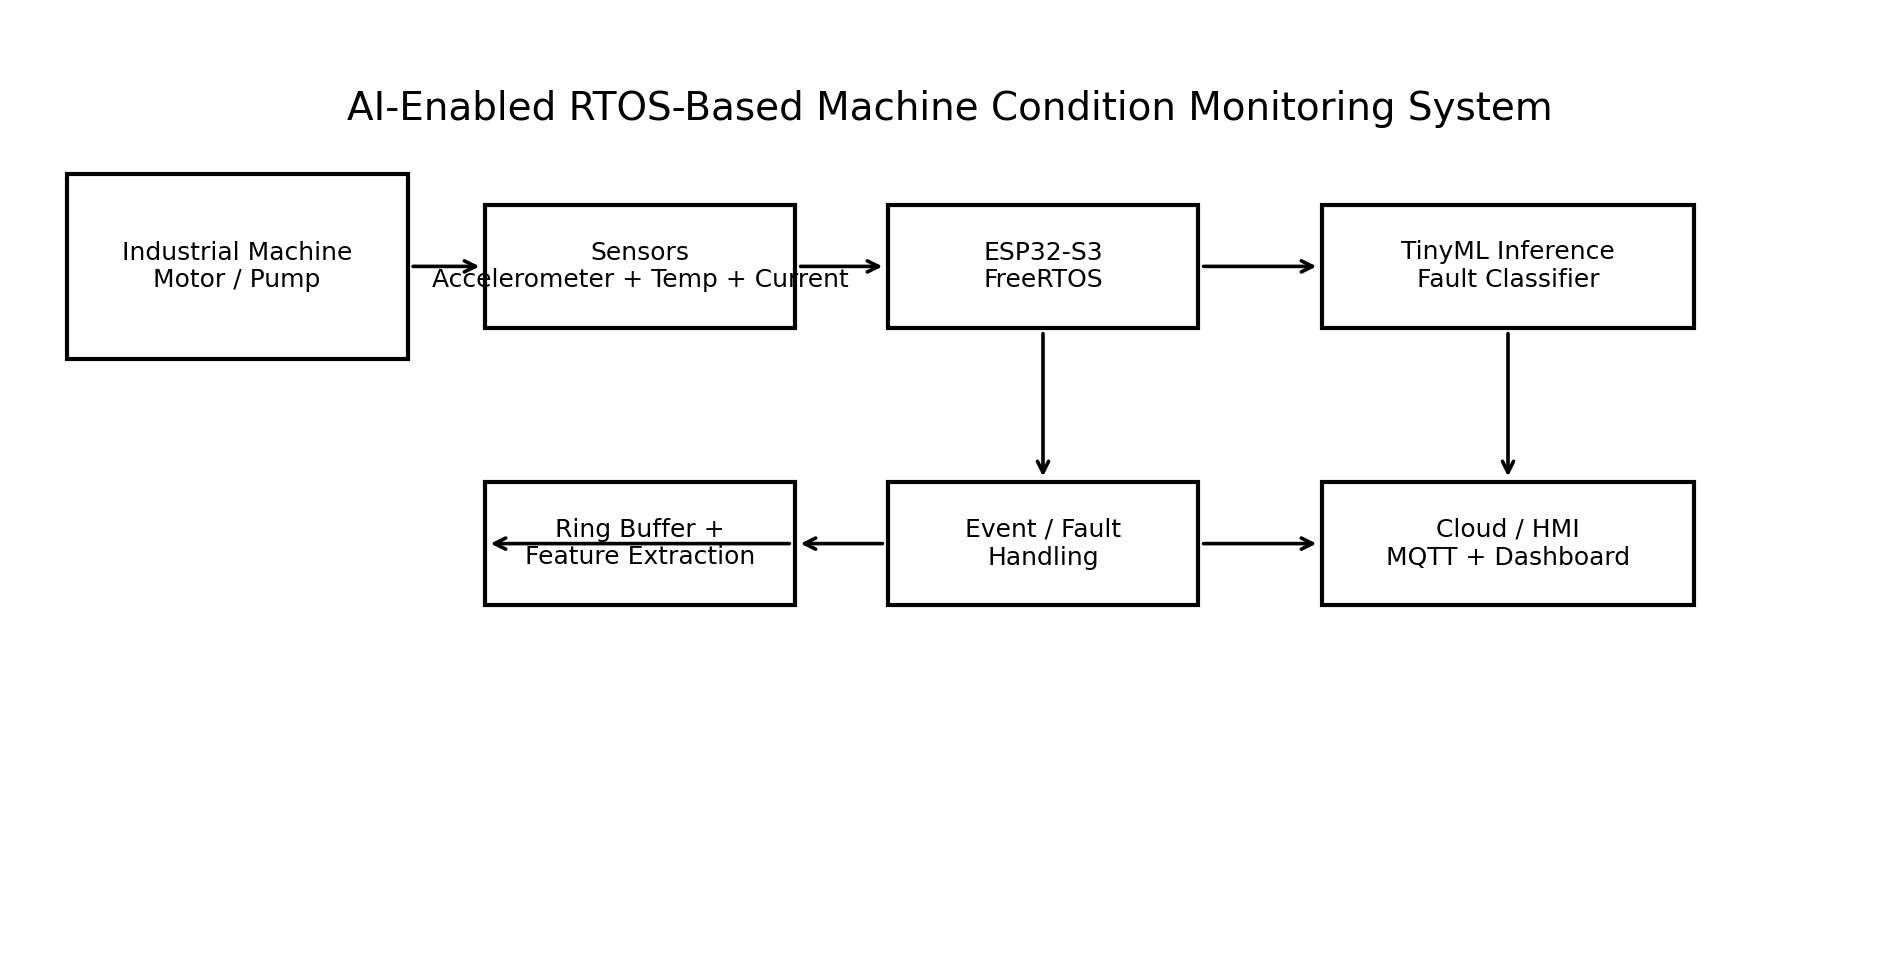 AI-Enabled RTOS-Based Machine Condition Monitoring System
Industrial Machine
Motor / Pump
Sensors
Accelerometer + Temp + Current
ESP32-S3
FreeRTOS
TinyML Inference
Fault Classifier
Ring Buffer +
Feature Extraction
Event / Fault
Handling
Cloud / HMI
MQTT + Dashboard